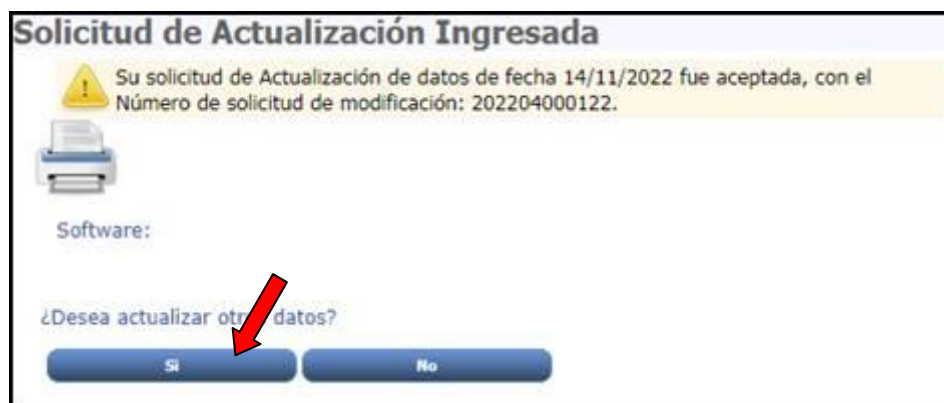 Solicitud de Actualización Ingresada
Su solicitud de Actualización de datos de fecha 14/11/2022 fue aceptada, con el
Número de solicitud de modificación: 202204000122.
Software:
¿Desea actualizar otros datos?
Si
No